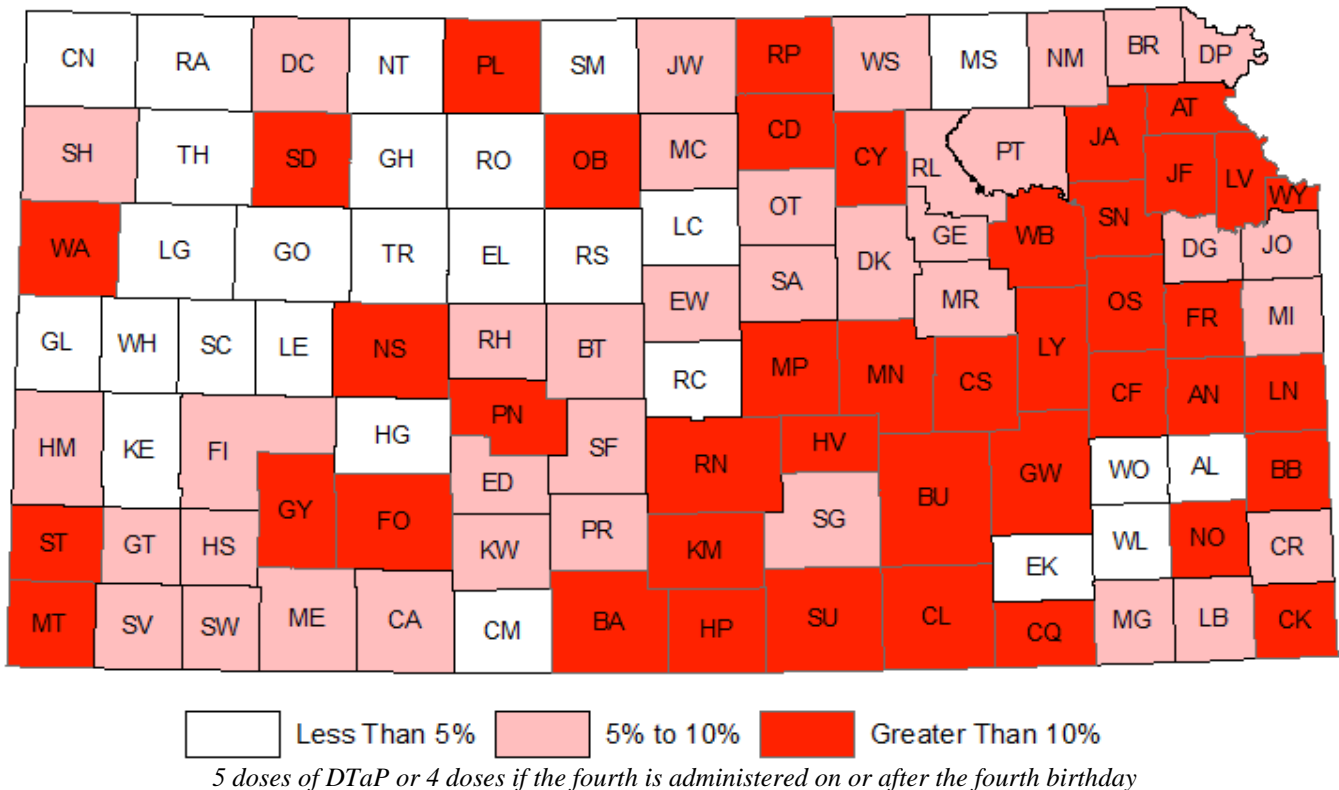 CN RA DC NT PL SM JW RP WS MS NM BR DP
SH TH SD GH RO OB MC CD CY RL PT JA AT
JF LV WY
WA LG GO TR EL RS LC OT DK GE WB SN DG JO
EW SA MR
GL WH SC LE NS RH BT RC MP MN CS LY OS FR MI
HM KE FI HG PN SF CF AN LN
ED RN HV BU GW WO AL BB
GY FO
ST GT HS KW PR KM SG EK WL NO CR
MT SV SW ME CA CM BA HP SU CL CQ MG LB CK
Less Than 5% 5% to 10% Greater Than 10%
5 doses of DTaP or 4 doses if the fourth is administered on or after the fourth birthday